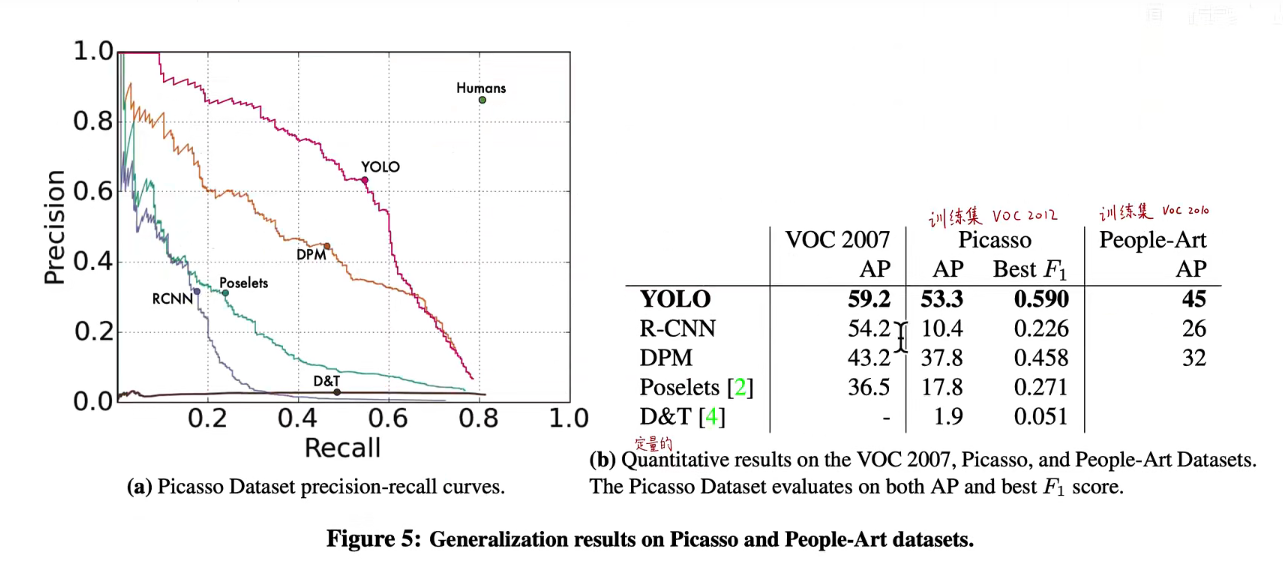 1.0
0.8
0.6
0.4
0.2
0.0
Precision
Humans
YOLO
DPM
Poselets
RCNN
D&T
0.2 0.4 0.6 0.8 1.0
Recall
(a) Picasso Dataset precision-recall curves.
训练集 VOC 2012 训练集 VOC 2010
VOC 2007 Picasso People-Art
AP AP Best F1 AP
YOLO 59.2 53.3 0.590 45
R-CNN 54.2 10.4 0.226 26
DPM 43.2 37.8 0.458 32
Poselets [2] 36.5 17.8 0.271
D&T [4] - 1.9 0.051
定量的
(b) Quantitative results on the VOC 2007, Picasso, and People-Art Datasets.
The Picasso Dataset evaluates on both AP and best F1 score.
Figure 5: Generalization results on Picasso and People-Art datasets.